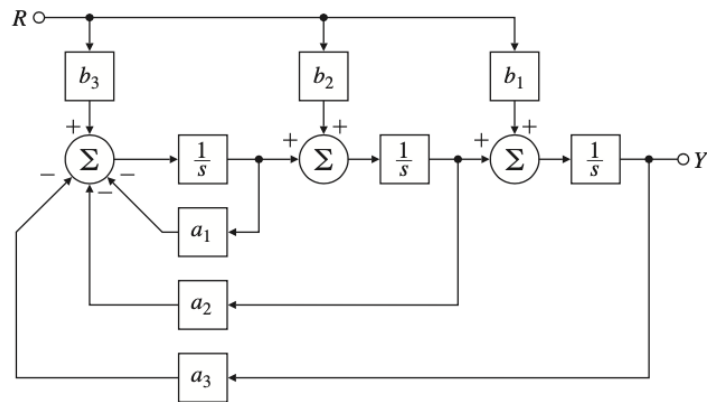 R
b₃ b₂ b₁
+ + +
Σ 1/s + Σ 1/s + Σ 1/s Y
− − −
a₁
a₂
a₃